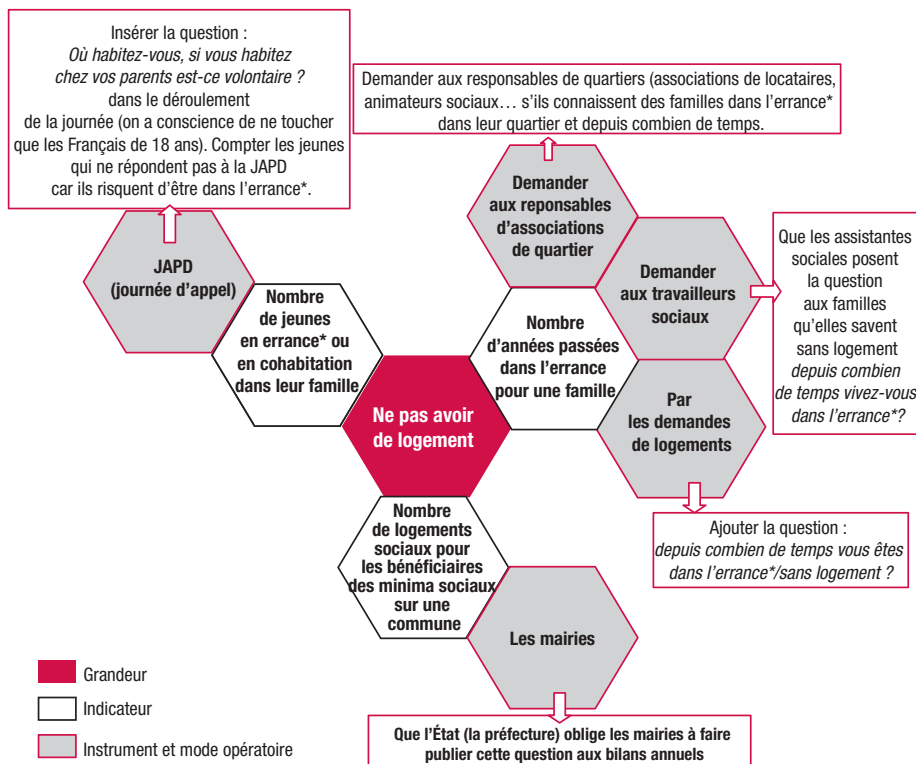 Insérer la question :
Où habitez-vous, si vous habitez
chez vos parents est-ce volontaire ?
dans le déroulement
de la journée (on a conscience de ne toucher
que les Français de 18 ans). Compter les jeunes
qui ne répondent pas à la JAPD
car ils risquent d'être dans l'errance*.
Demander aux responsables de quartiers (associations de locataires,
animateurs sociaux… s'ils connaissent des familles dans l'errance*
dans leur quartier et depuis combien de temps.
JAPD
(journée d'appel)
Nombre
de jeunes
en errance* ou
en cohabitation
dans leur famille
Demander
aux reponsables
d'associations
de quartier
Demander
aux travailleurs
sociaux
Que les assistantes
sociales posent
la question
aux familles
qu'elles savent
sans logement
depuis combien
de temps vivez-vous
dans l'errance*?
Nombre
d'années passées
dans l'errance
pour une famille
Par
les demandes
de logements
Ajouter la question :
depuis combien de temps vous êtes
dans l'errance*/sans logement ?
Ne pas avoir
de logement
Nombre
de logements
sociaux pour
les bénéficiaires
des minima sociaux
sur une
commune
Les mairies
Que l'État (la préfecture) oblige les mairies à faire
publier cette question aux bilans annuels
Grandeur
Indicateur
Instrument et mode opératoire